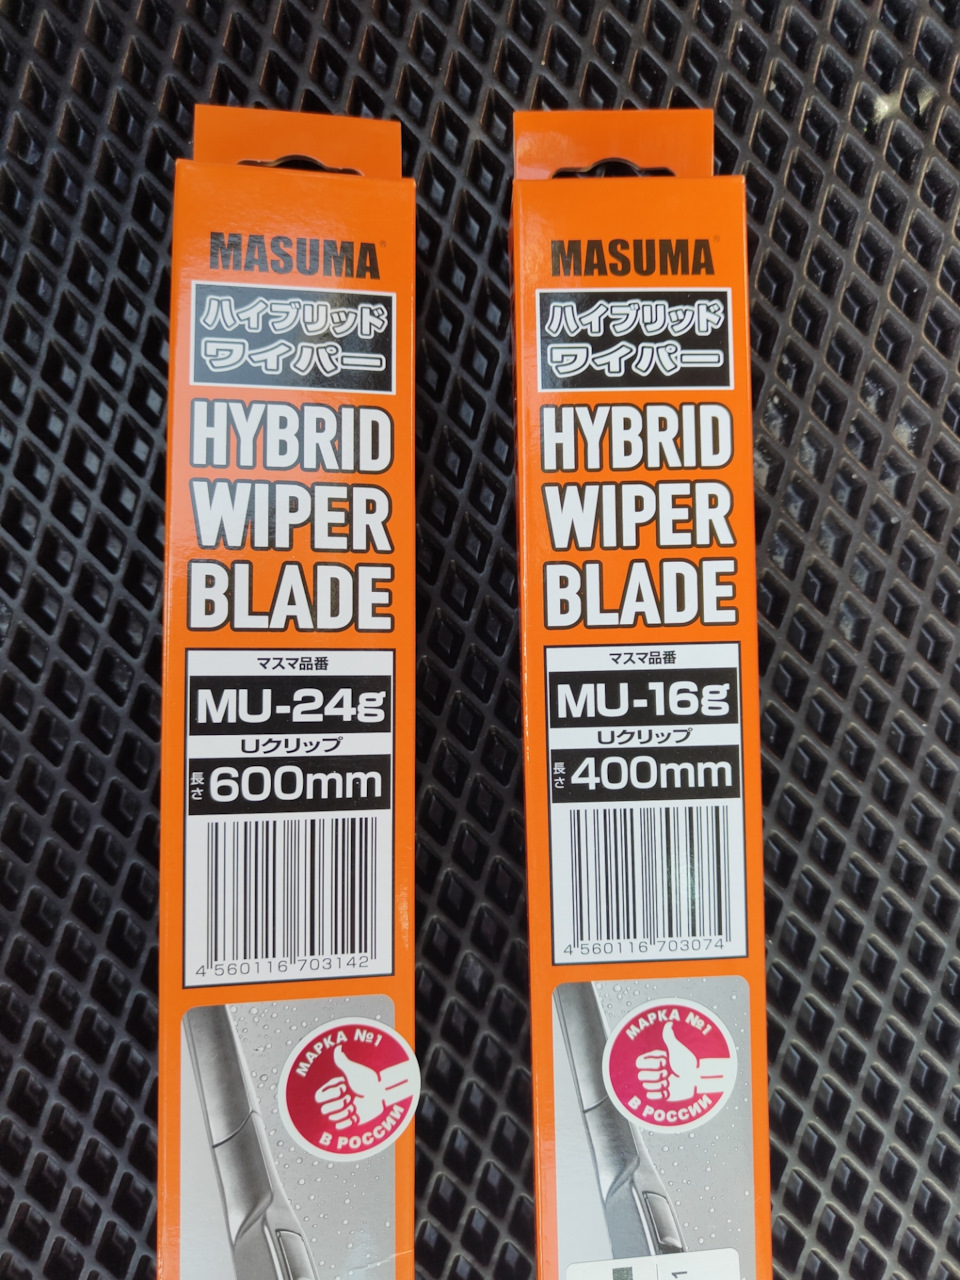 MASUMA®
ハイブリッド
ワイパー
HYBRID
WIPER
BLADE
マスマ品番
MU-24g
Uクリップ
長さ 600mm
4 560116 703142
МАРКА №1
В РОССИИ
MASUMA®
ハイブリッド
ワイパー
HYBRID
WIPER
BLADE
マスマ品番
MU-16g
Uクリップ
長さ 400mm
4 560116 703074
МАРКА №1
В РОССИИ
1